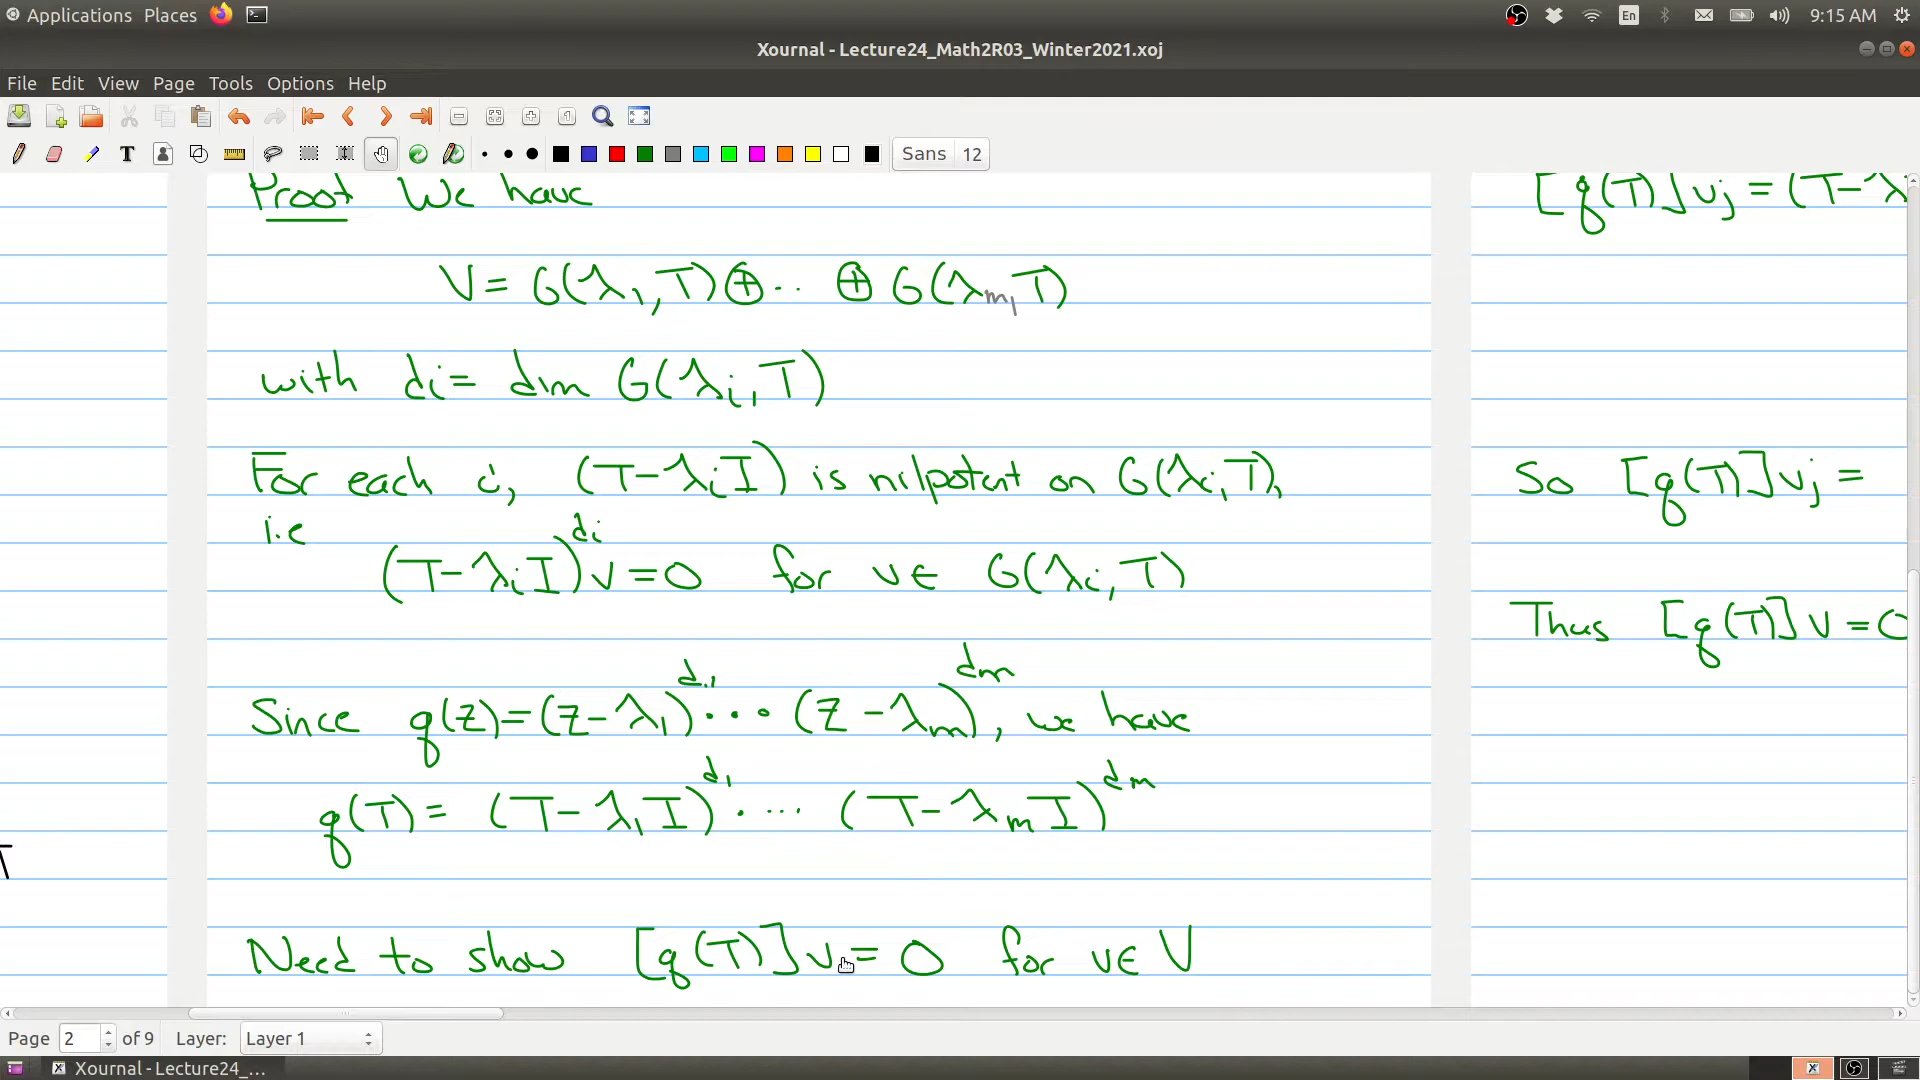 Applications Places En 9:15 AM
Xournal - Lecture24_Math2R03_Winter2021.xoj
File Edit View Page Tools Options Help
Sans 12
Proof We have
V = G(λ₁,T) ⊕ ·· ⊕ G(λₘ,T)
with di = dim G(λi,T)
For each i, (T-λiI) is nilpotent on G(λi,T),
i.e
(T-λiI)^di v = 0 for v ∈ G(λi,T)
Since q(z) = (z-λ₁)^d₁ ··· (z-λₘ)^dm, we have
q(T) = (T-λ₁I)^d₁ · ··· (T-λₘI)^dm
Need to show [q(T)]v = 0 for v ∈ V
[q(T)]vj = (T-λ
So [q(T)]vj =
Thus [q(T)]v = 0
T
Page 2 of 9 Layer: Layer 1
Xournal - Lecture24_...